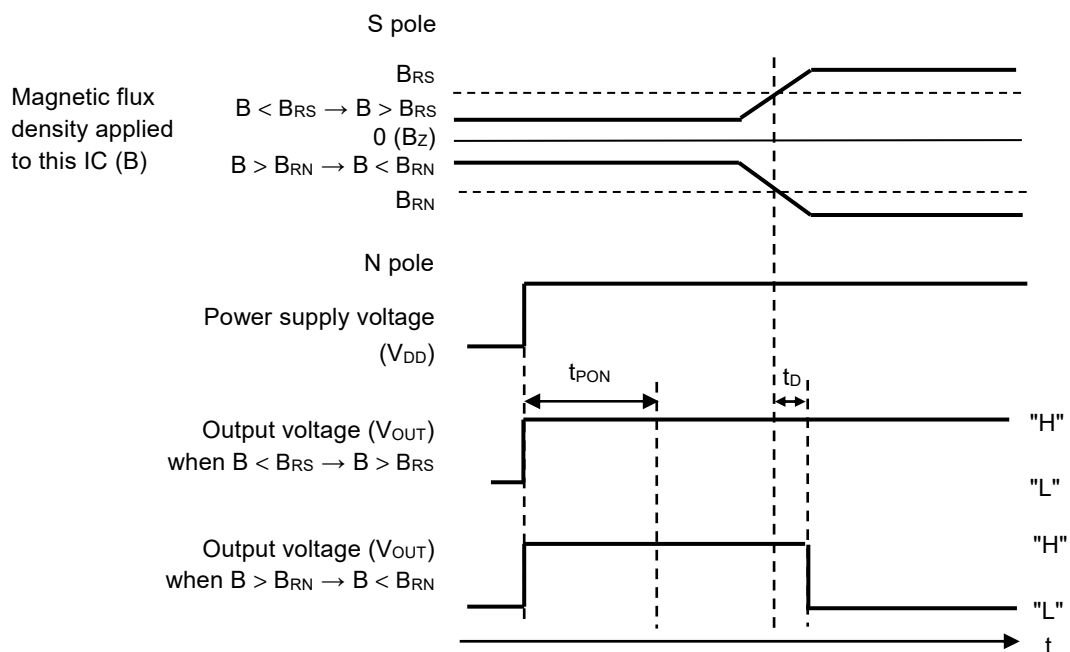 S pole
Magnetic flux
density applied
to this IC (B)
BRS
B < BRS → B > BRS
0 (BZ)
B > BRN → B < BRN
BRN
N pole
Power supply voltage
(VDD)
tPON
tD
Output voltage (VOUT)
when B < BRS → B > BRS
"H"
"L"
Output voltage (VOUT)
when B > BRN → B < BRN
"H"
"L"
t